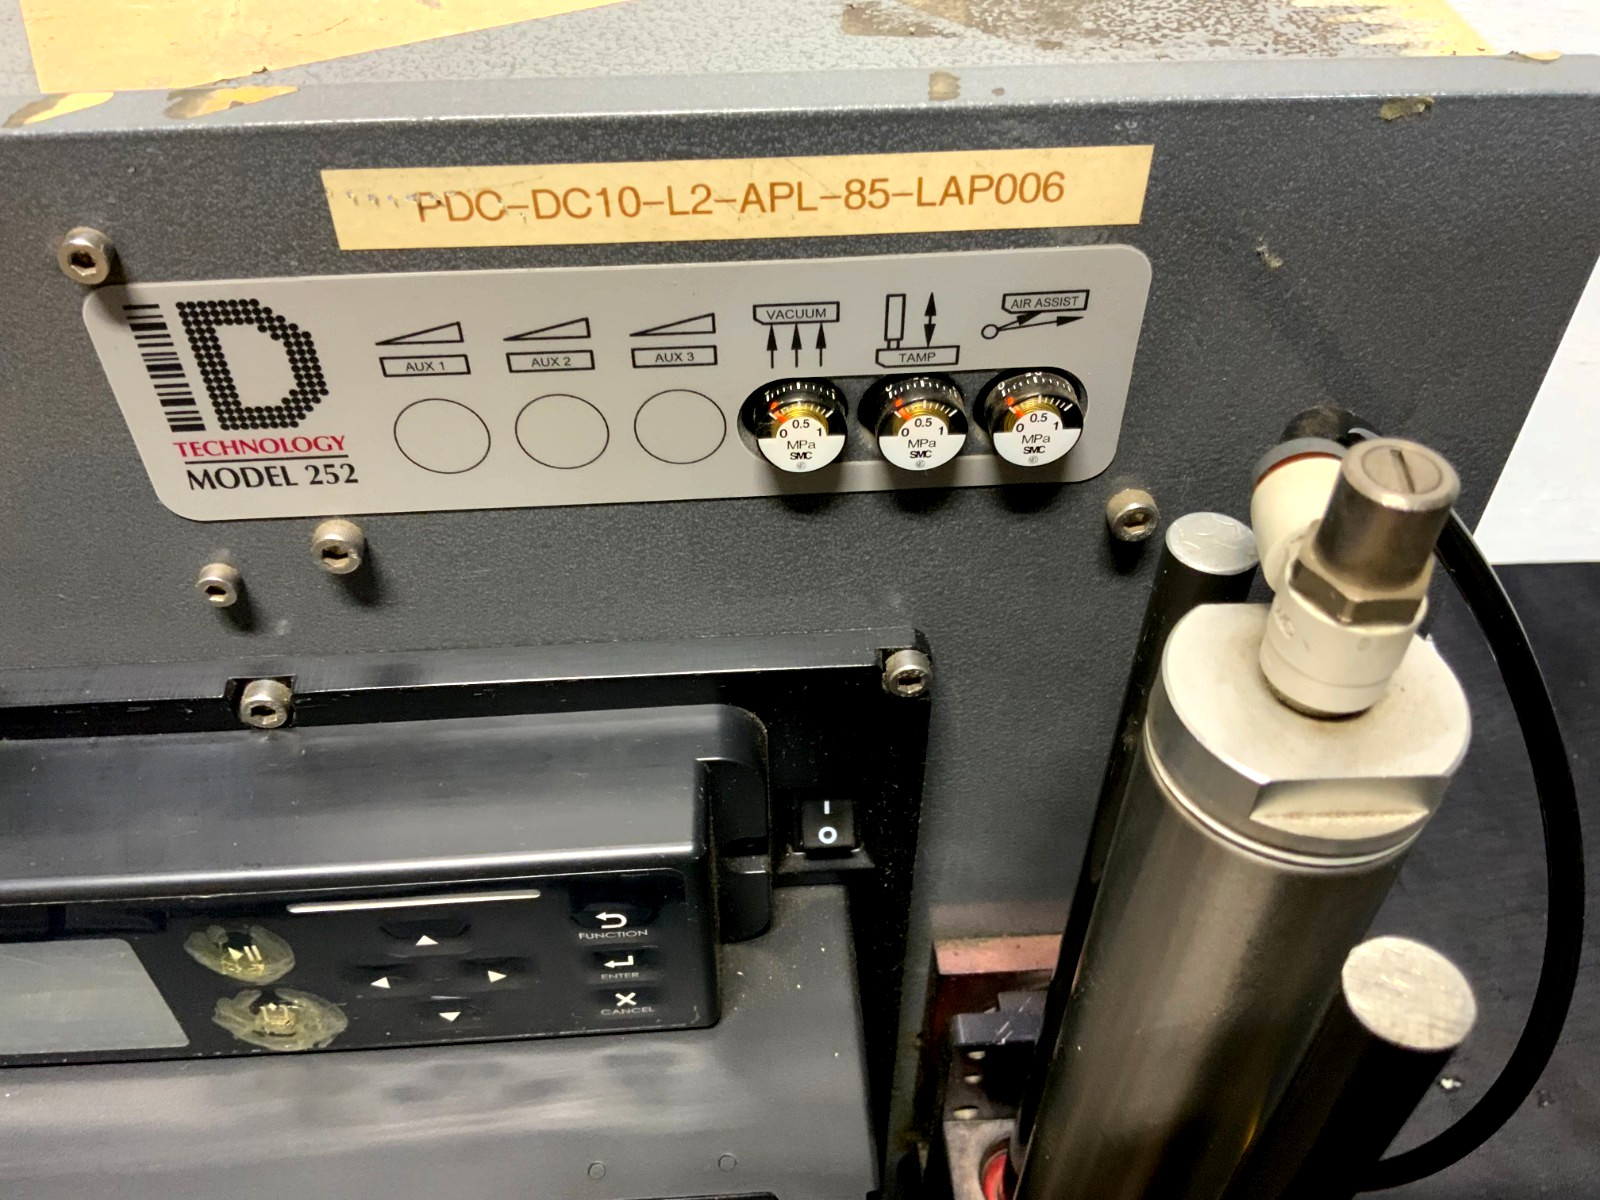 PDC-DC10-L2-APL-85-LAP006
ID
TECHNOLOGY
MODEL 252
AUX 1
AUX 2
AUX 3
VACUUM
TAMP
AIR ASSIST
0 0.5 1
MPa
SMC
0 0.5 1
MPa
SMC
0 0.5 1
MPa
SMC
FUNCTION
ENTER
CANCEL